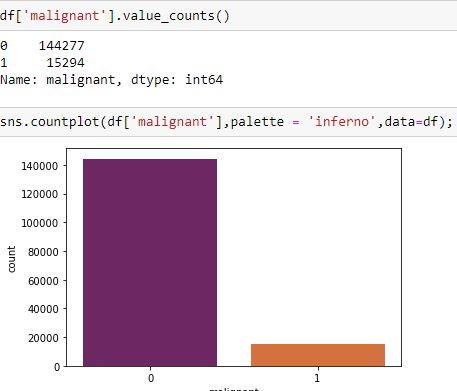 df['malignant'].value_counts()
0    144277
1     15294
Name: malignant, dtype: int64
sns.countplot(df['malignant'],palette = 'inferno',data=df);
140000
120000
100000
80000
60000
40000
20000
0
count
0 1